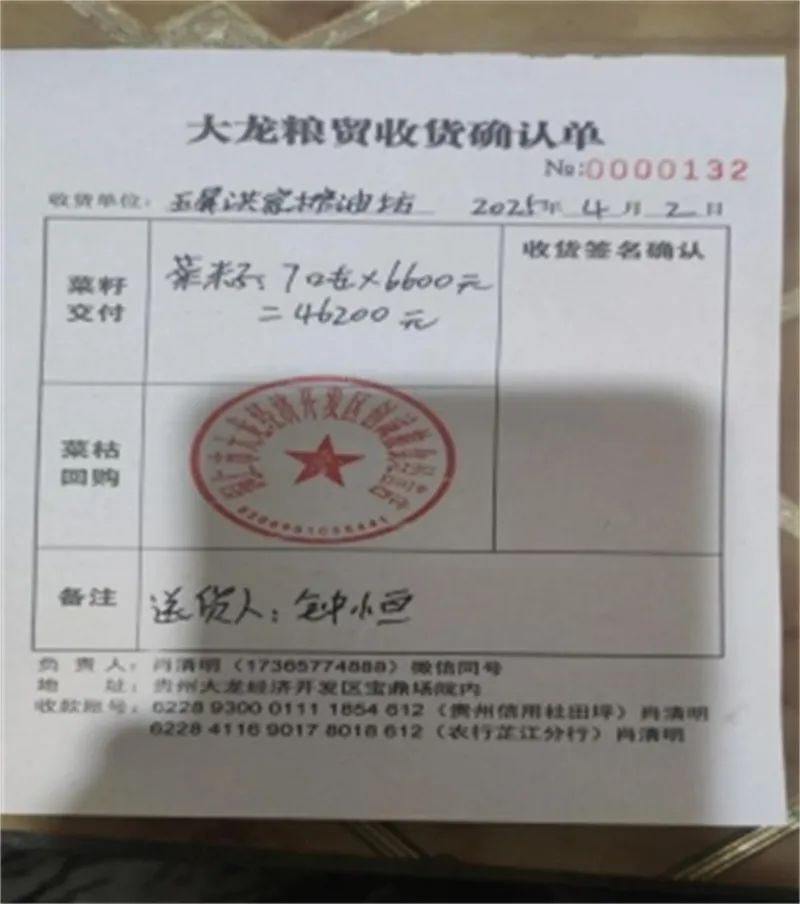 大龙粮贸收货确认单
No:0000132
收货单位：玉屏洪家榨油坊 2025年 4月 2日
菜籽交付
菜籽：7吨×6600元
=46200元
收货签名确认
菜枯回购
备注
送货人：钟小恒
负责人：肖清明（17365774888）微信同号
地址：贵州大龙经济开发区宝鼎场院内
收款账号：6228 9300 0111 1854 612（贵州信用社田坪）肖清明
6228 4116 9017 8018 612（农行芷江分行）肖清明